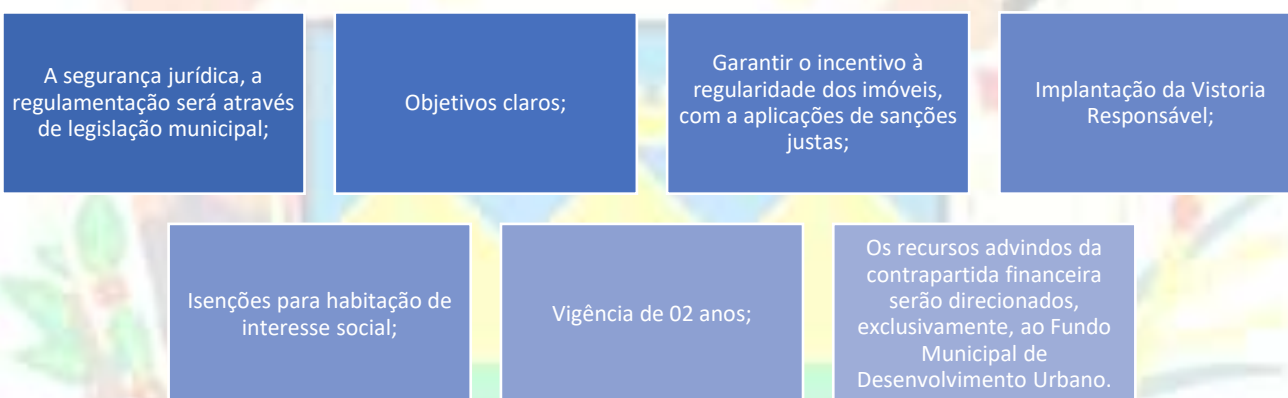 A segurança jurídica, a
regulamentação será através
de legislação municipal;
Objetivos claros;
Garantir o incentivo à
regularidade dos imóveis,
com a aplicações de sanções
justas;
Implantação da Vistoria
Responsável;
Isenções para habitação de
interesse social;
Vigência de 02 anos;
Os recursos advindos da
contrapartida financeira
serão direcionados,
exclusivamente, ao Fundo
Municipal de
Desenvolvimento Urbano.